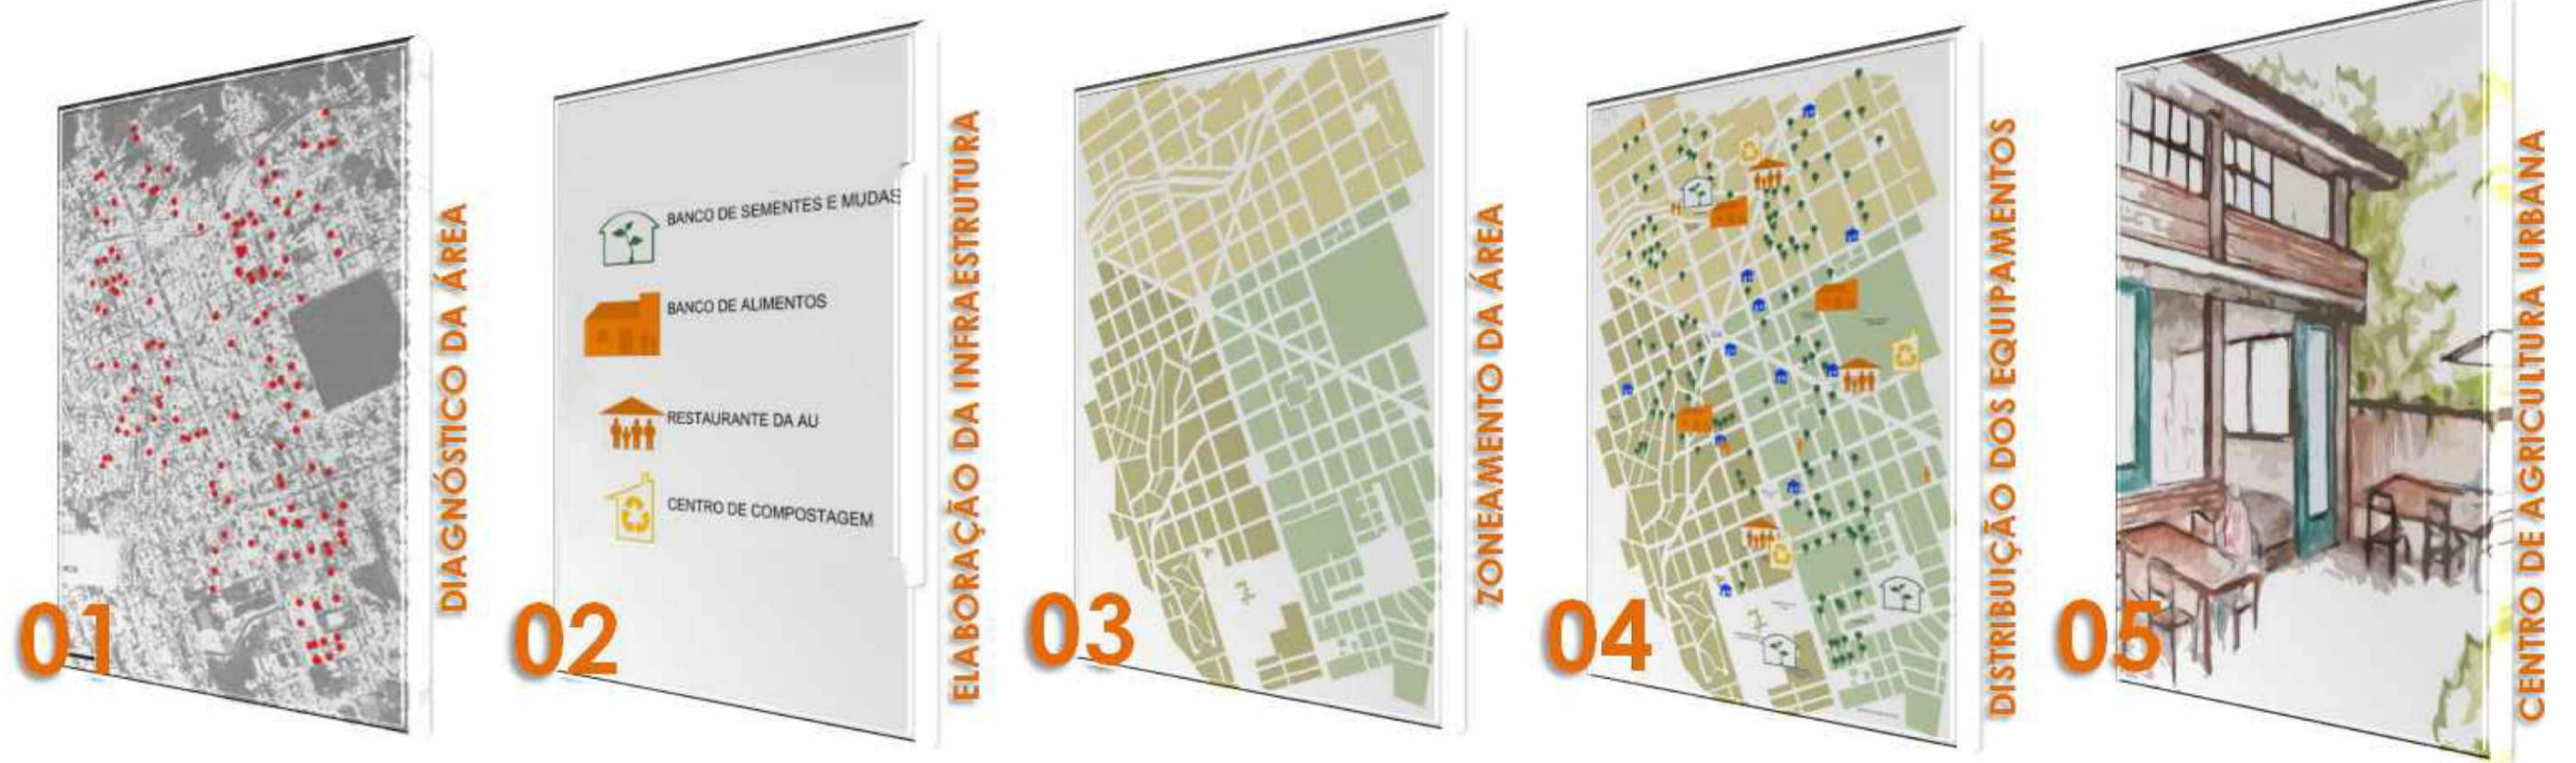 01
DIAGNÓSTICO DA ÁREA
02
BANCO DE SEMENTES E MUDAS
BANCO DE ALIMENTOS
RESTAURANTE DA AU
CENTRO DE COMPOSTAGEM
ELABORAÇÃO DA INFRAESTRUTURA
03
ZONEAMENTO DA ÁREA
04
DISTRIBUIÇÃO DOS EQUIPAMENTOS
05
CENTRO DE AGRICULTURA URBANA